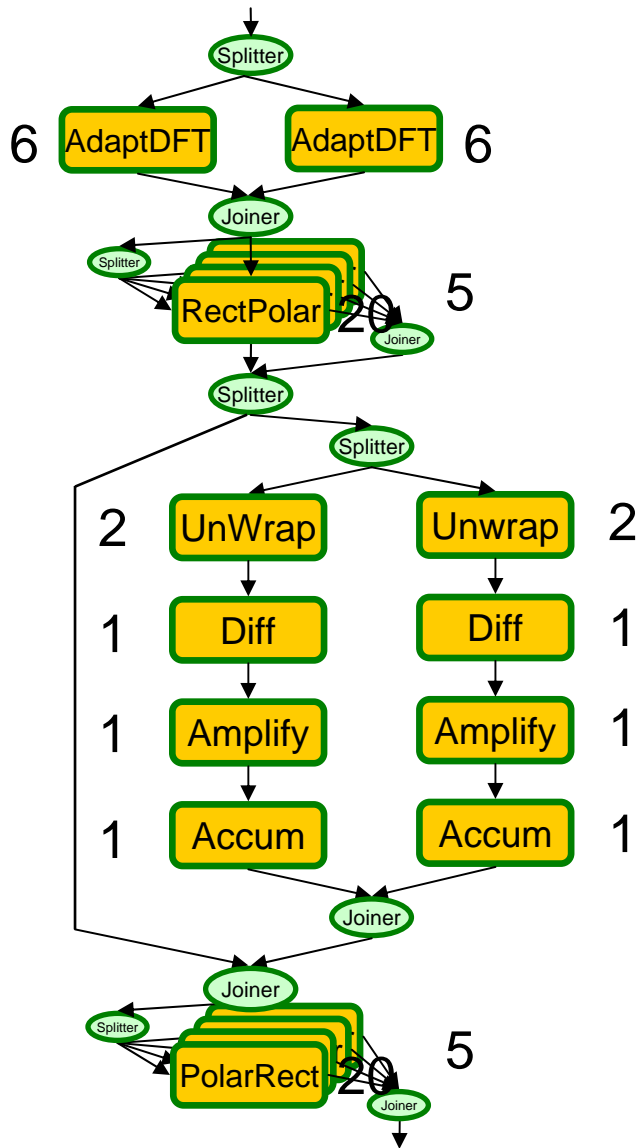 Splitter
6 AdaptDFT AdaptDFT 6
Joiner
Splitter
RectPolar 20 5
Joiner
Splitter
Splitter
2 UnWrap Unwrap 2
1 Diff Diff 1
1 Amplify Amplify 1
1 Accum Accum 1
Joiner
Joiner
Splitter
PolarRect 20 5
Joiner